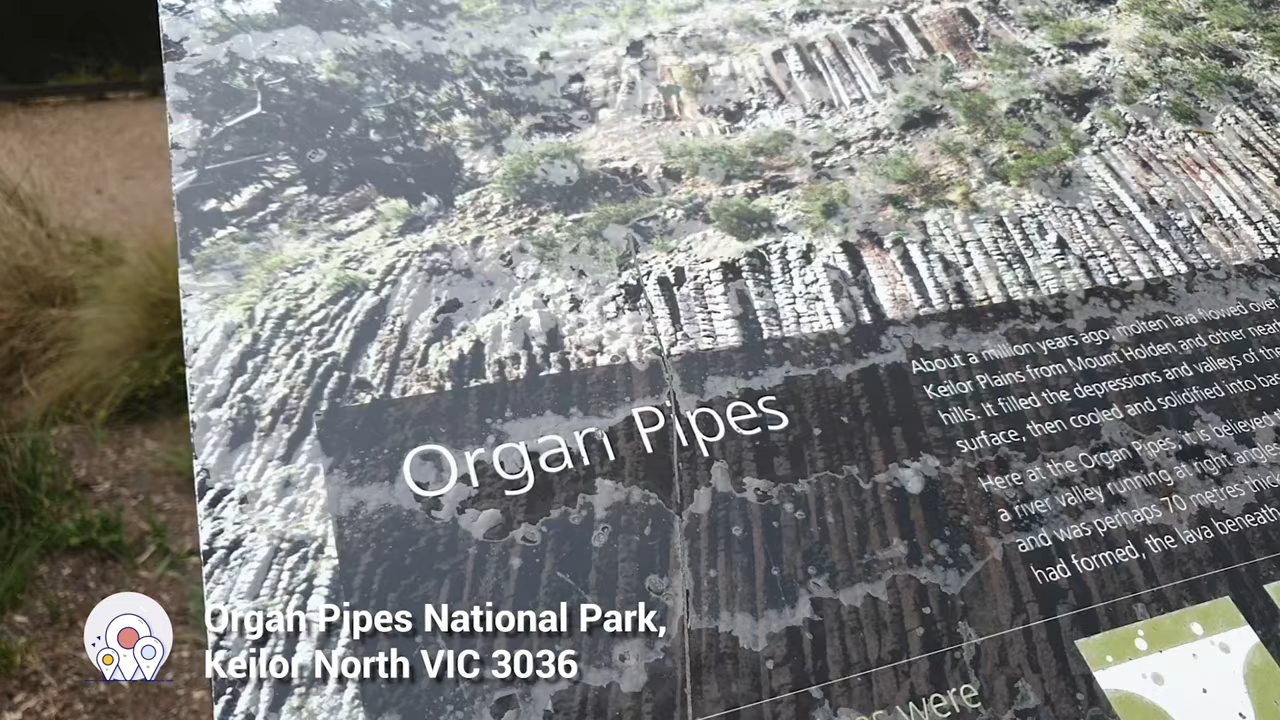 Organ Pipes
About a million years ago, molten lava flowed over
Keilor Plains from Mount Holden and other near
hills. It filled the depressions and valleys of the
surface, then cooled and solidified into bas
Here at the Organ Pipes, it is believed
a river valley running at right angles
and was perhaps 70 metres thic
had formed, the lava beneath
were
Organ Pipes National Park,
Keilor North VIC 3036